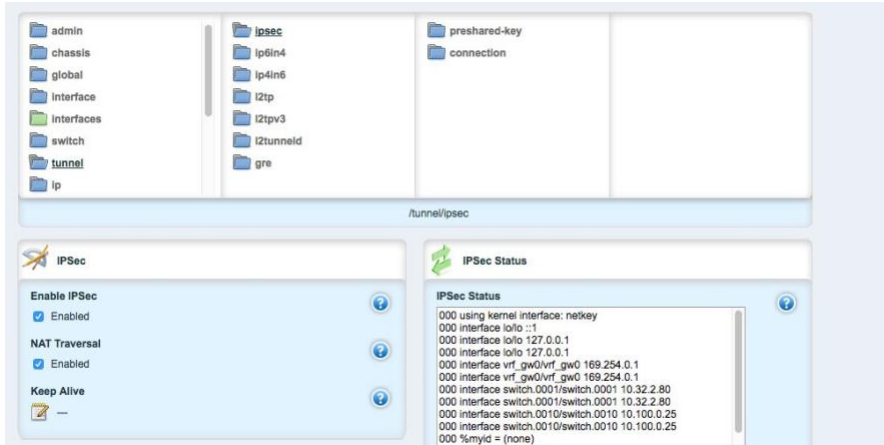 admin
chassis
global
interface
interfaces
switch
tunnel
ip
ipsec
ip6in4
ip4in6
l2tp
l2tpv3
l2tunneld
gre
preshared-key
connection
/tunnel/ipsec
IPSec
Enable IPSec
Enabled
NAT Traversal
Enabled
Keep Alive
---
IPSec Status
IPSec Status
000 using kernel interface: netkey
000 interface lo/lo ::1
000 interface lo/lo 127.0.0.1
000 interface lo/lo 127.0.0.1
000 interface vrf_gw0/vrf_gw0 169.254.0.1
000 interface vrf_gw0/vrf_gw0 169.254.0.1
000 interface switch.0001/switch.0001 10.32.2.80
000 interface switch.0001/switch.0001 10.32.2.80
000 interface switch.0010/switch.0010 10.100.0.25
000 interface switch.0010/switch.0010 10.100.0.25
000 %myid = (none)